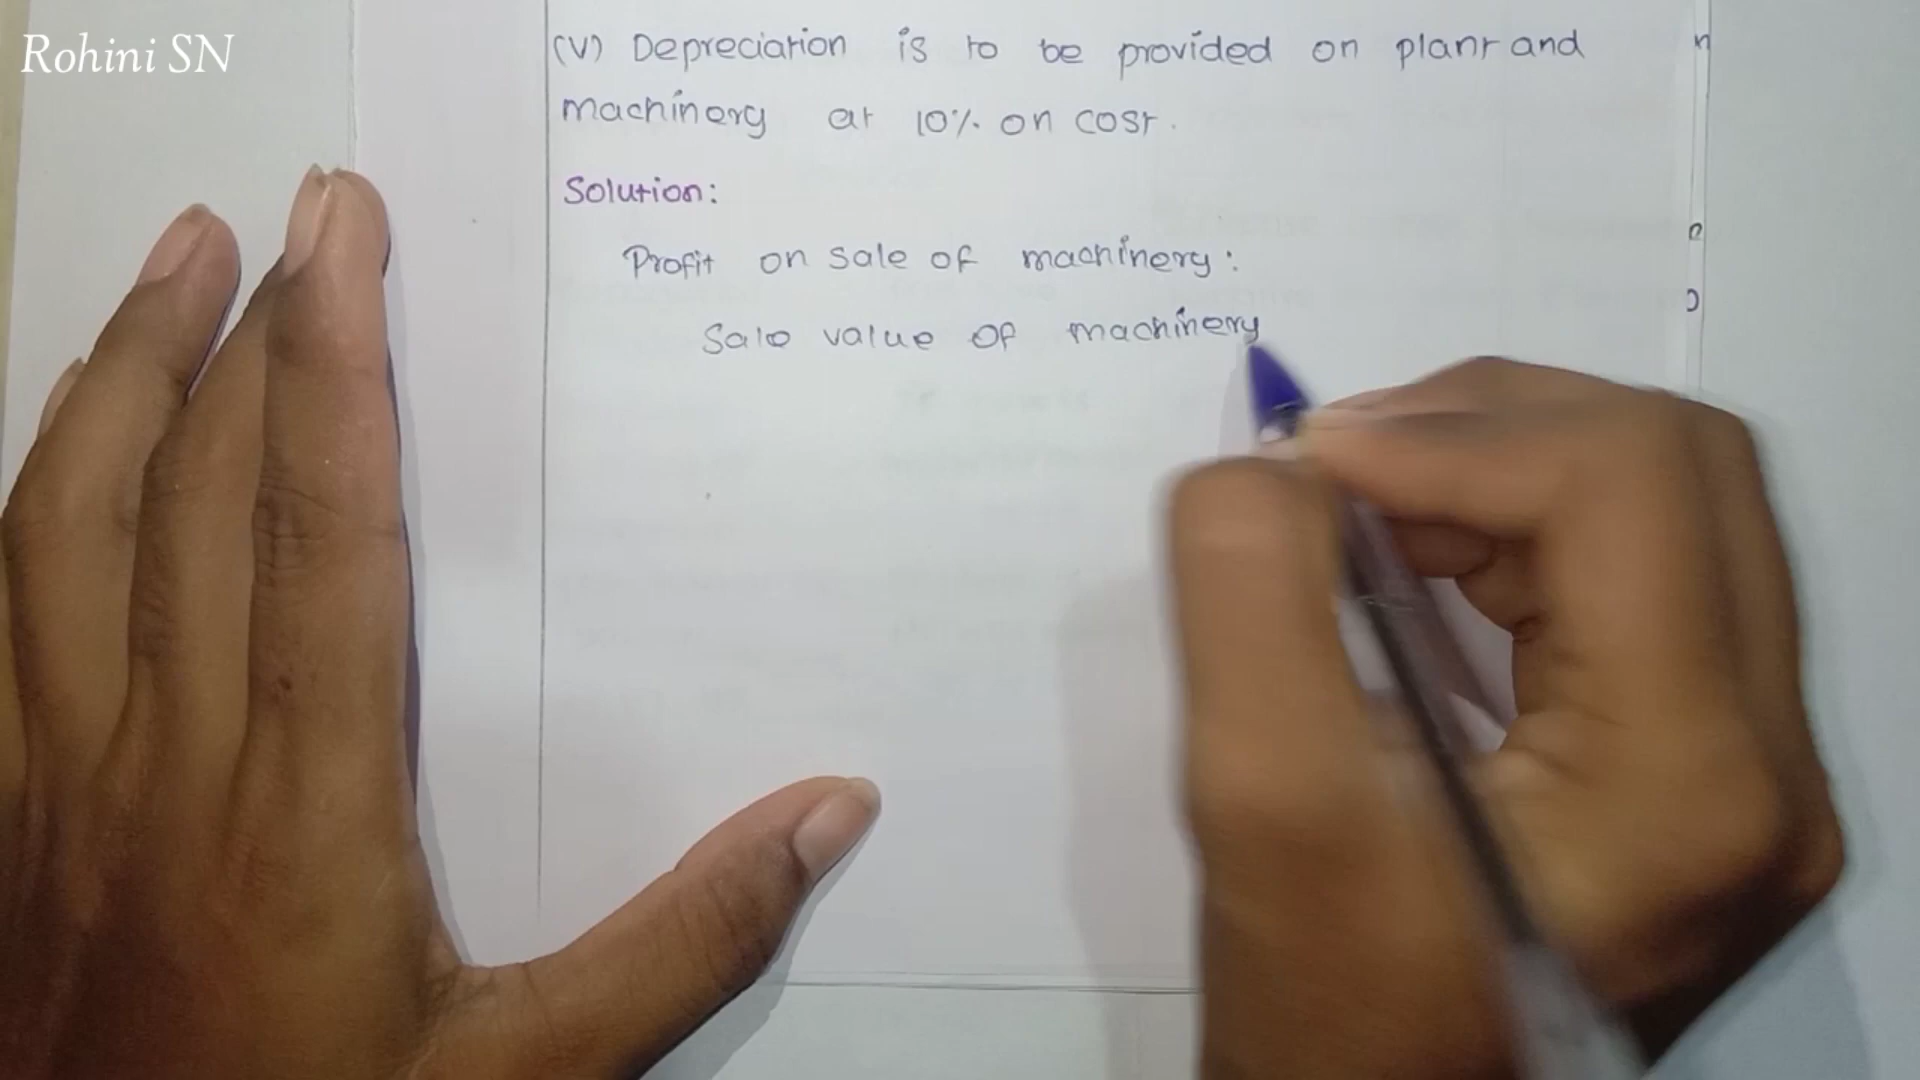 Rohini SN
(V) Depreciation is to be provided on plant and
machinery at 10% on cost.
Solution:
Profit on sale of machinery:
Sale value of machinery